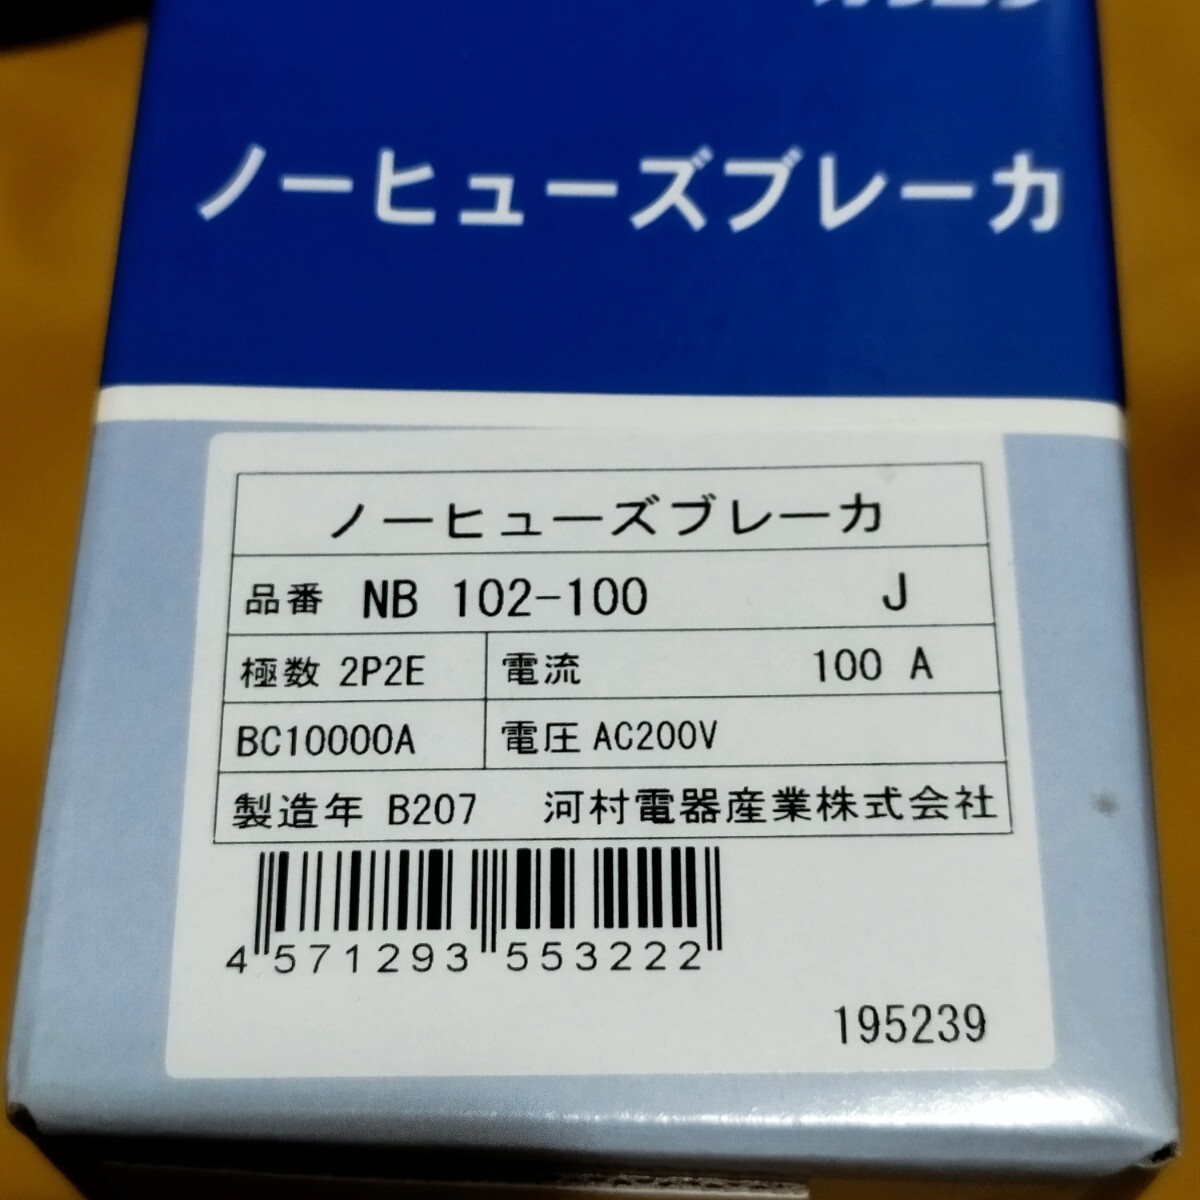 ノーヒューズブレーカ
ノーヒューズブレーカ
品番 NB 102-100 J
極数 2P2E 電流 100 A
BC10000A 電圧 AC200V
製造年 B207 河村電器産業株式会社
4 571293 553222
195239